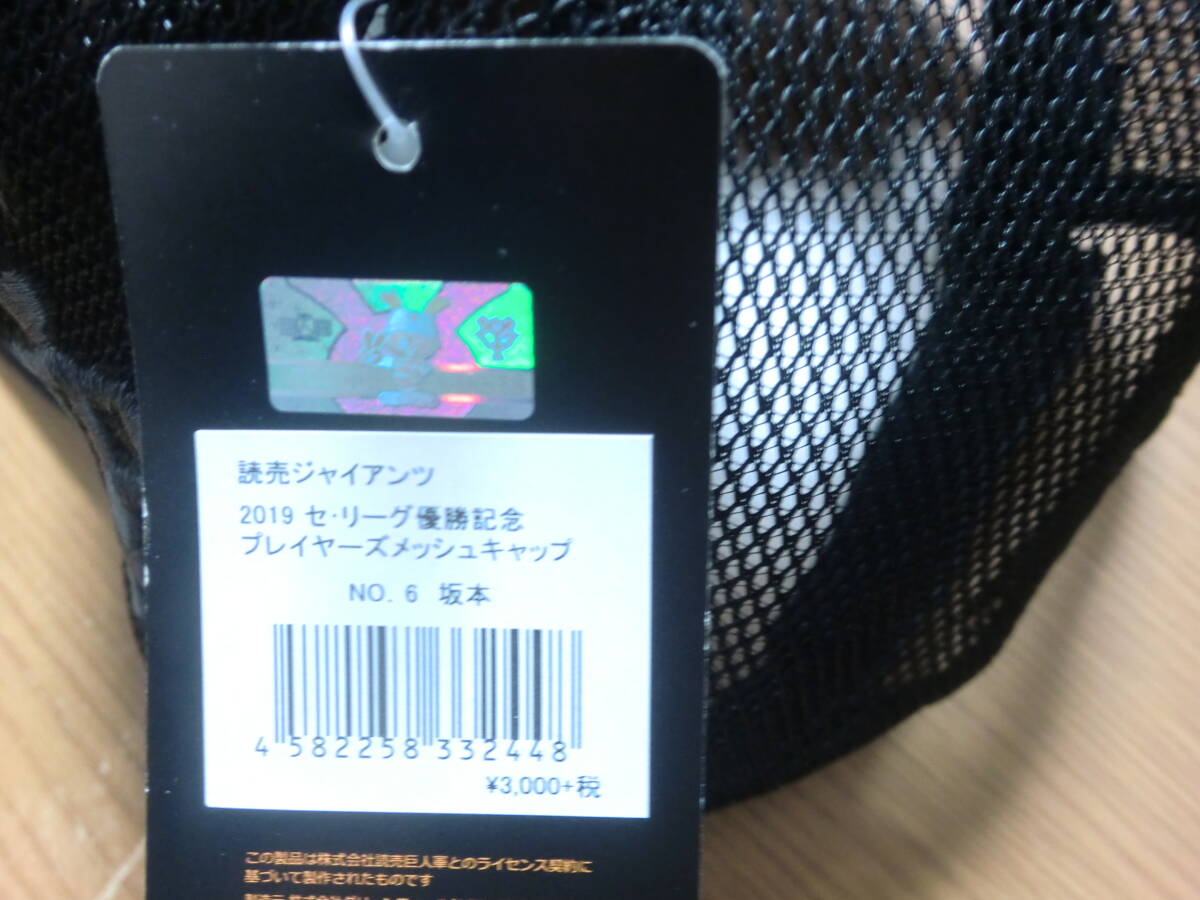 読売ジャイアンツ
2019 セ・リーグ優勝記念
プレイヤーズメッシュキャップ
NO. 6 坂本
4 582258 332448
¥3,000+税
この製品は株式会社読売巨人軍とのライセンス契約に
基づいて製作されたものです